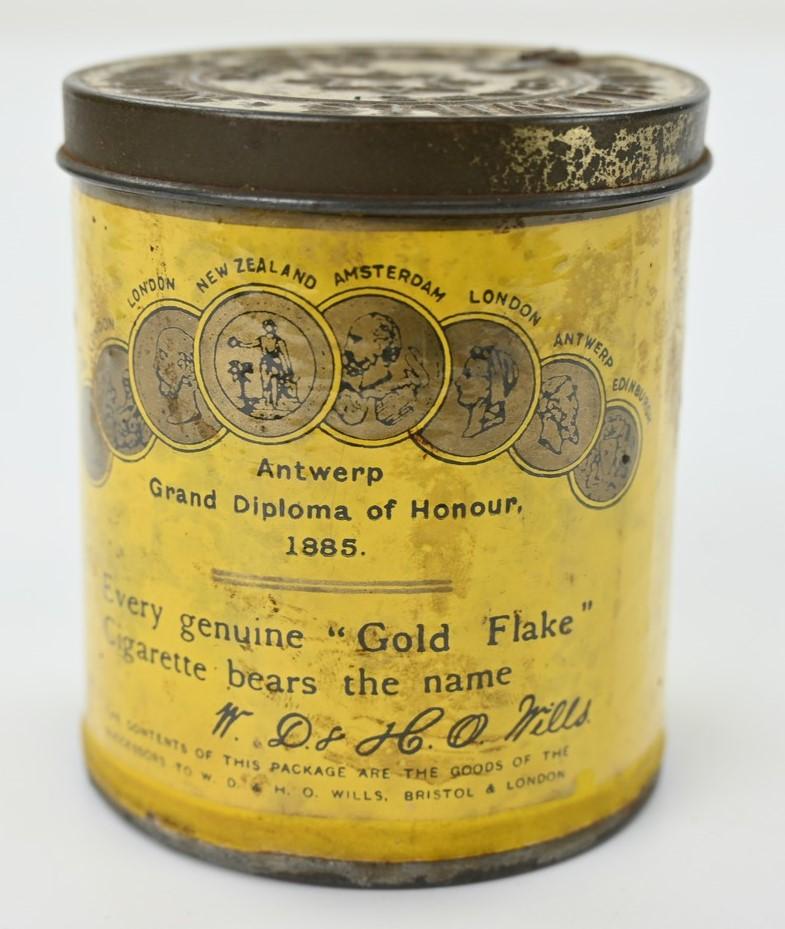 LONDON
NEW ZEALAND
AMSTERDAM
LONDON
ANTWERP
EDINBURGH
Antwerp
Grand Diploma of Honour,
1885.
Every genuine "Gold Flake"
Cigarette bears the name
W. D. & H. O. Wills.
THE CONTENTS OF THIS PACKAGE ARE THE GOODS OF THE
SUCCESSORS TO W. D. & H. O. WILLS, BRISTOL & LONDON